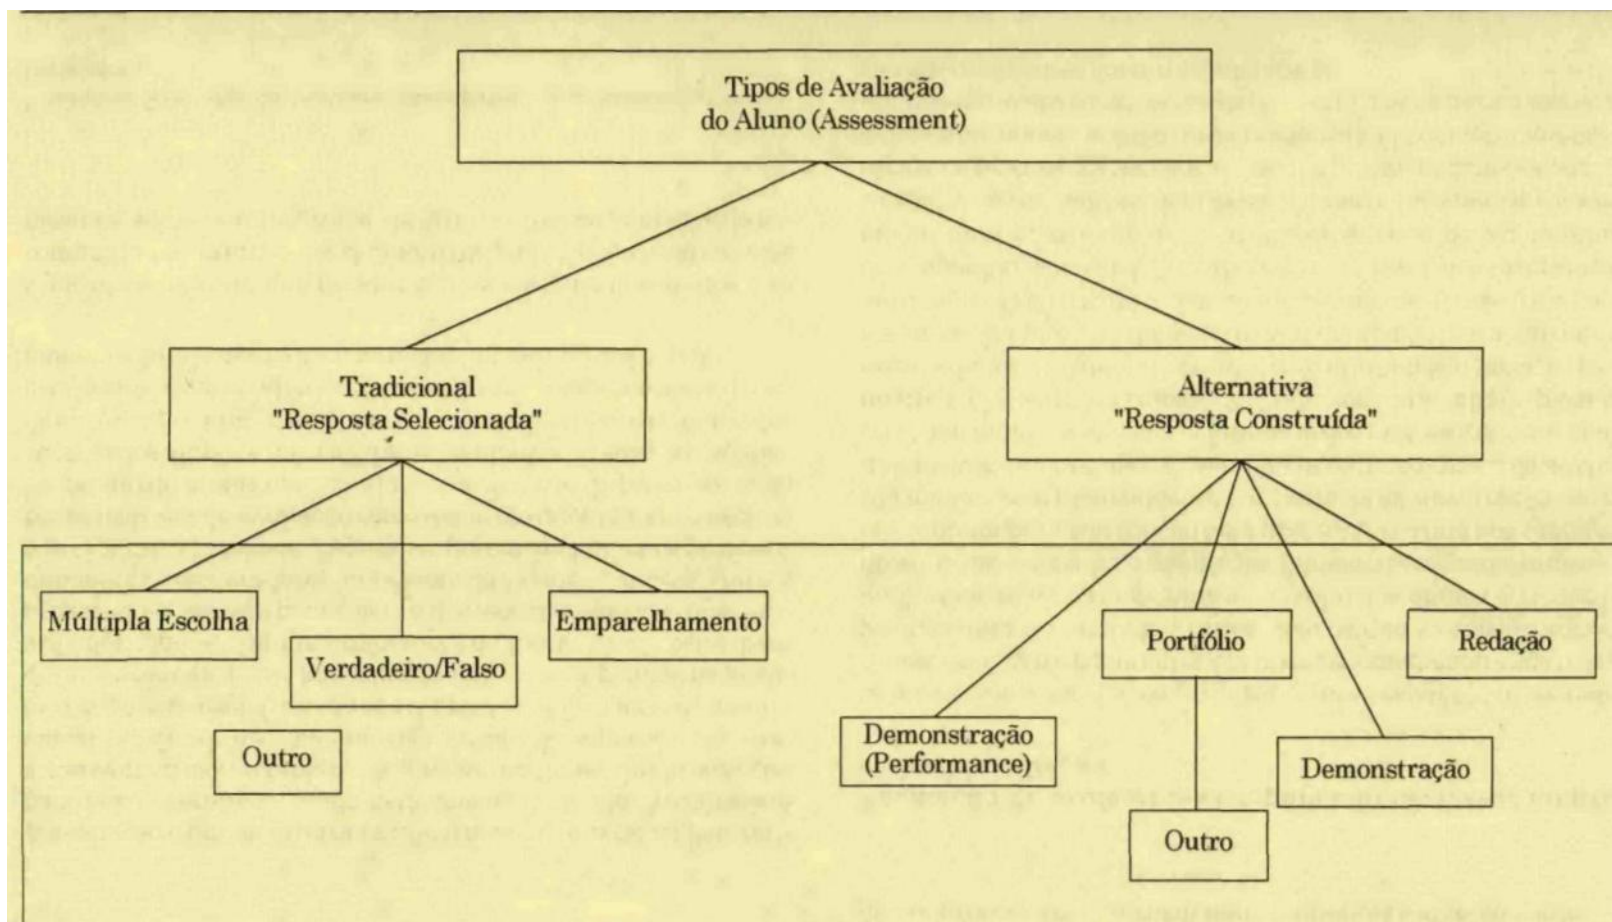 Tipos de Avaliação
do Aluno (Assessment)
Tradicional
"Resposta Selecionada"
Alternativa
"Resposta Construída"
Múltipla Escolha
Verdadeiro/Falso
Emparelhamento
Outro
Demonstração
(Performance)
Portfólio
Outro
Demonstração
Redação